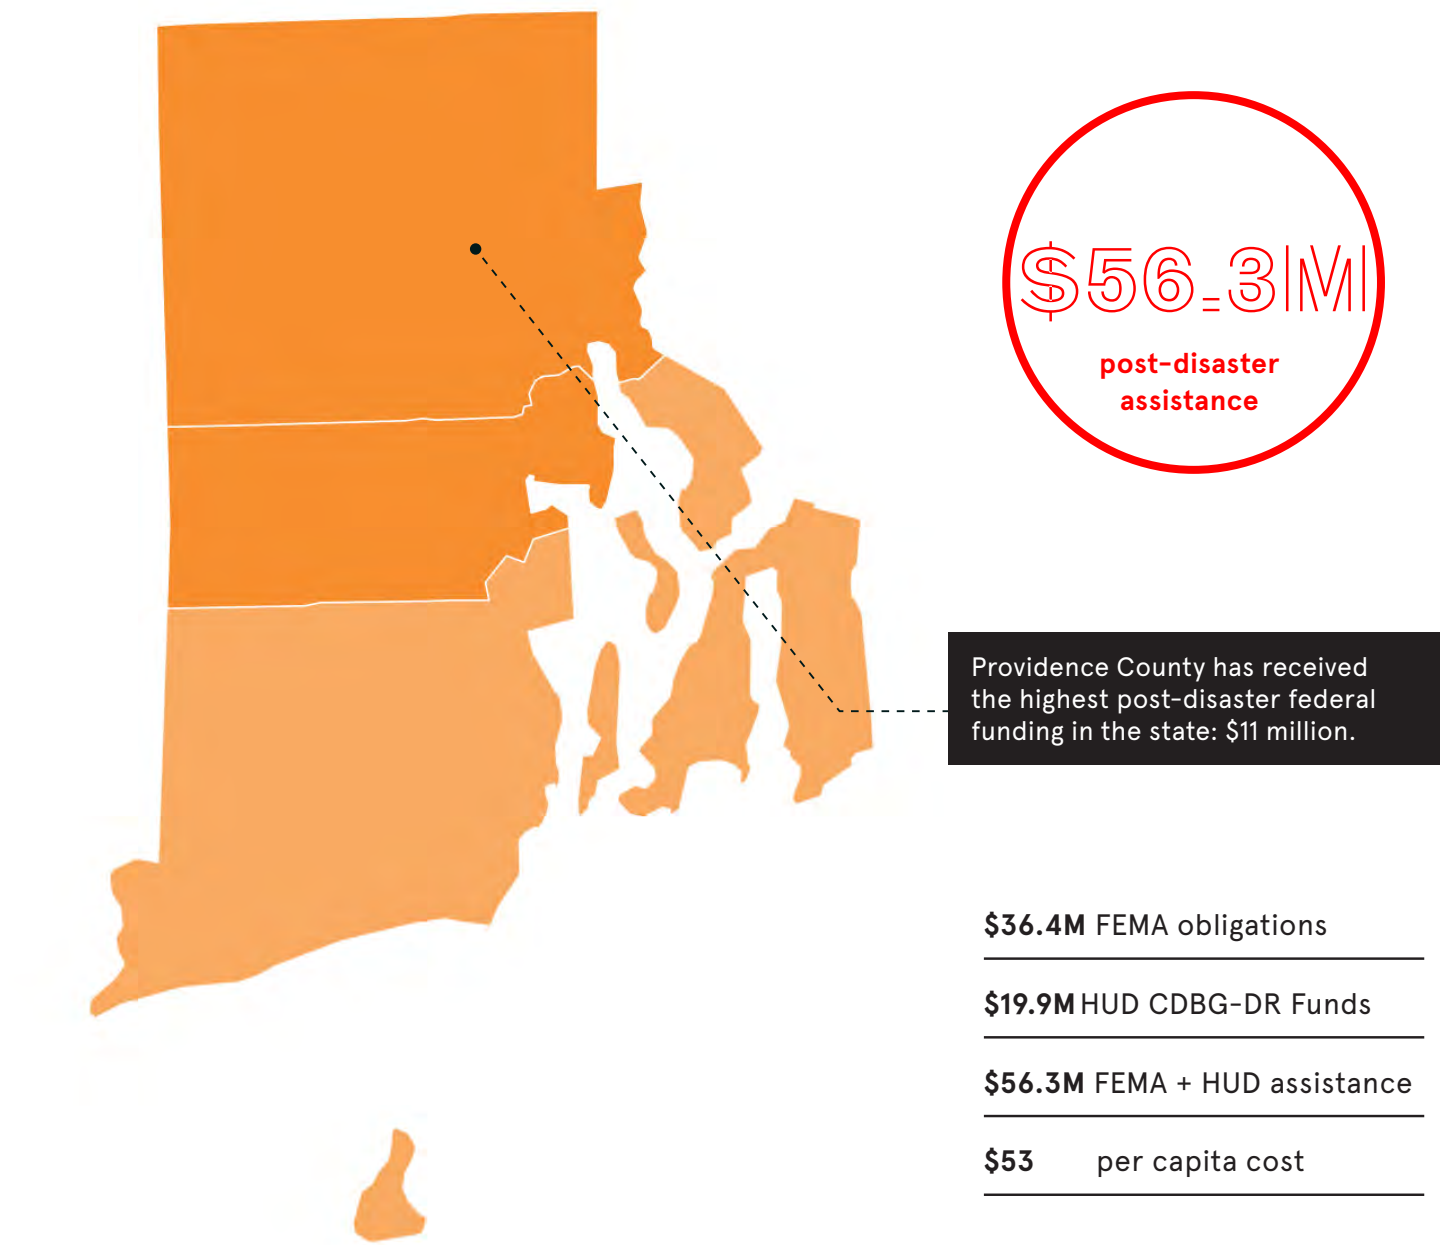 $56.3M
post-disaster
assistance
Providence County has received
the highest post-disaster federal
funding in the state: $11 million.
$36.4M FEMA obligations
$19.9M HUD CDBG-DR Funds
$56.3M FEMA + HUD assistance
$53 per capita cost